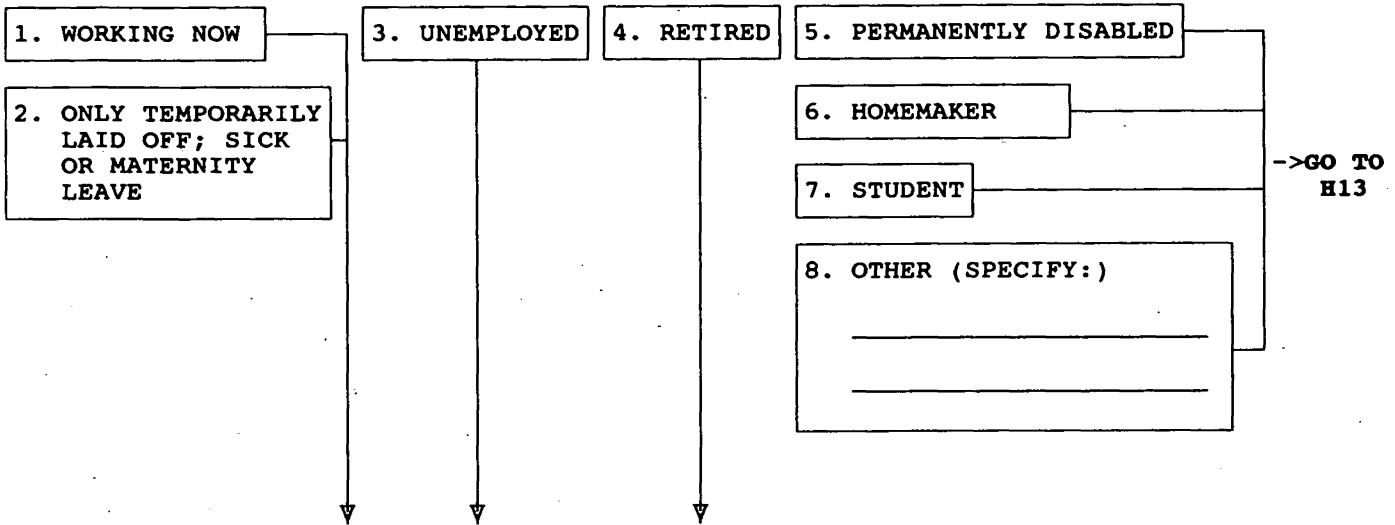 1. WORKING NOW
2. ONLY TEMPORARILY
LAID OFF; SICK
OR MATERNITY
LEAVE
3. UNEMPLOYED
4. RETIRED
5. PERMANENTLY DISABLED
6. HOMEMAKER
7. STUDENT
8. OTHER (SPECIFY:)
->GO TO
H13